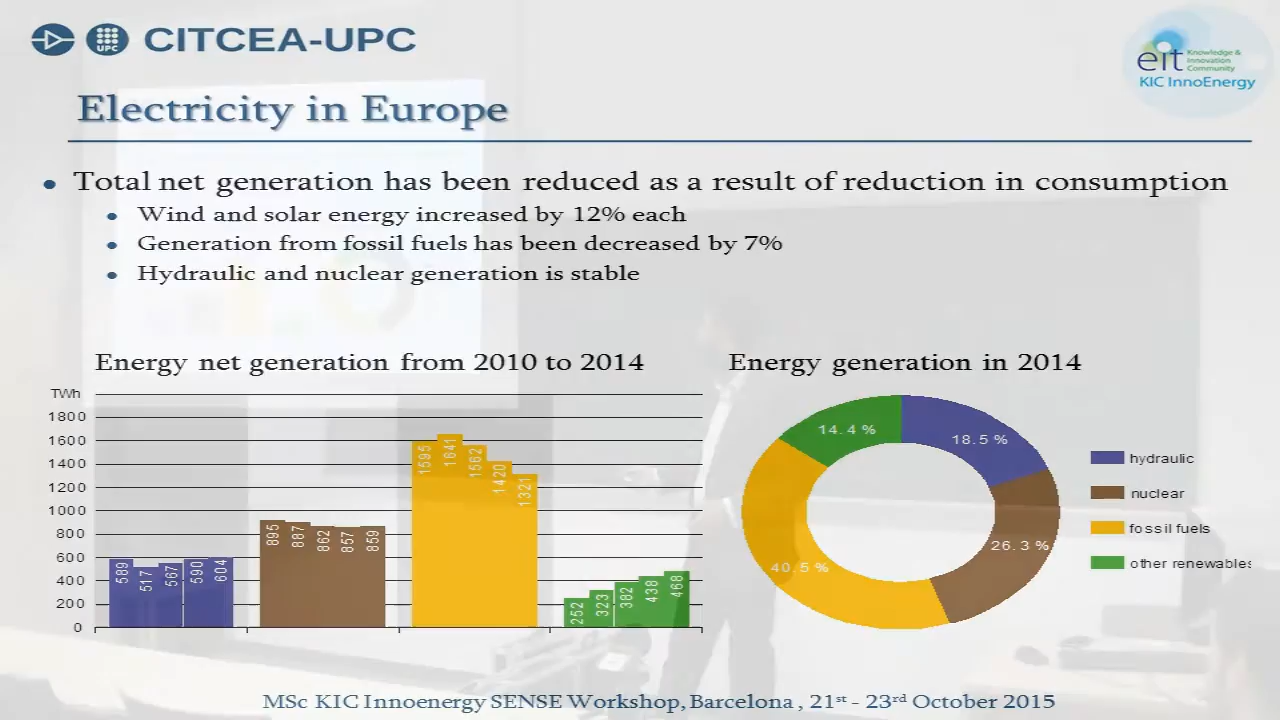 CITCEA-UPC
UPC
eit Knowledge & Innovation Community
KIC InnoEnergy
Electricity in Europe
• Total net generation has been reduced as a result of reduction in consumption
• Wind and solar energy increased by 12% each
• Generation from fossil fuels has been decreased by 7%
• Hydraulic and nuclear generation is stable
Energy net generation from 2010 to 2014
TWh
1800
1600
1400
1200
1000
800
600
400
200
0
589 517 567 590 604
895 887 862 857 859
1595 1641 1562 1420 1321
252 323 382 438 468
Energy generation in 2014
14.4 %
18.5 %
26.3 %
40.5 %
hydraulic
nuclear
fossil fuels
other renewables
MSc KIC Innoenergy SENSE Workshop, Barcelona , 21st - 23rd October 2015